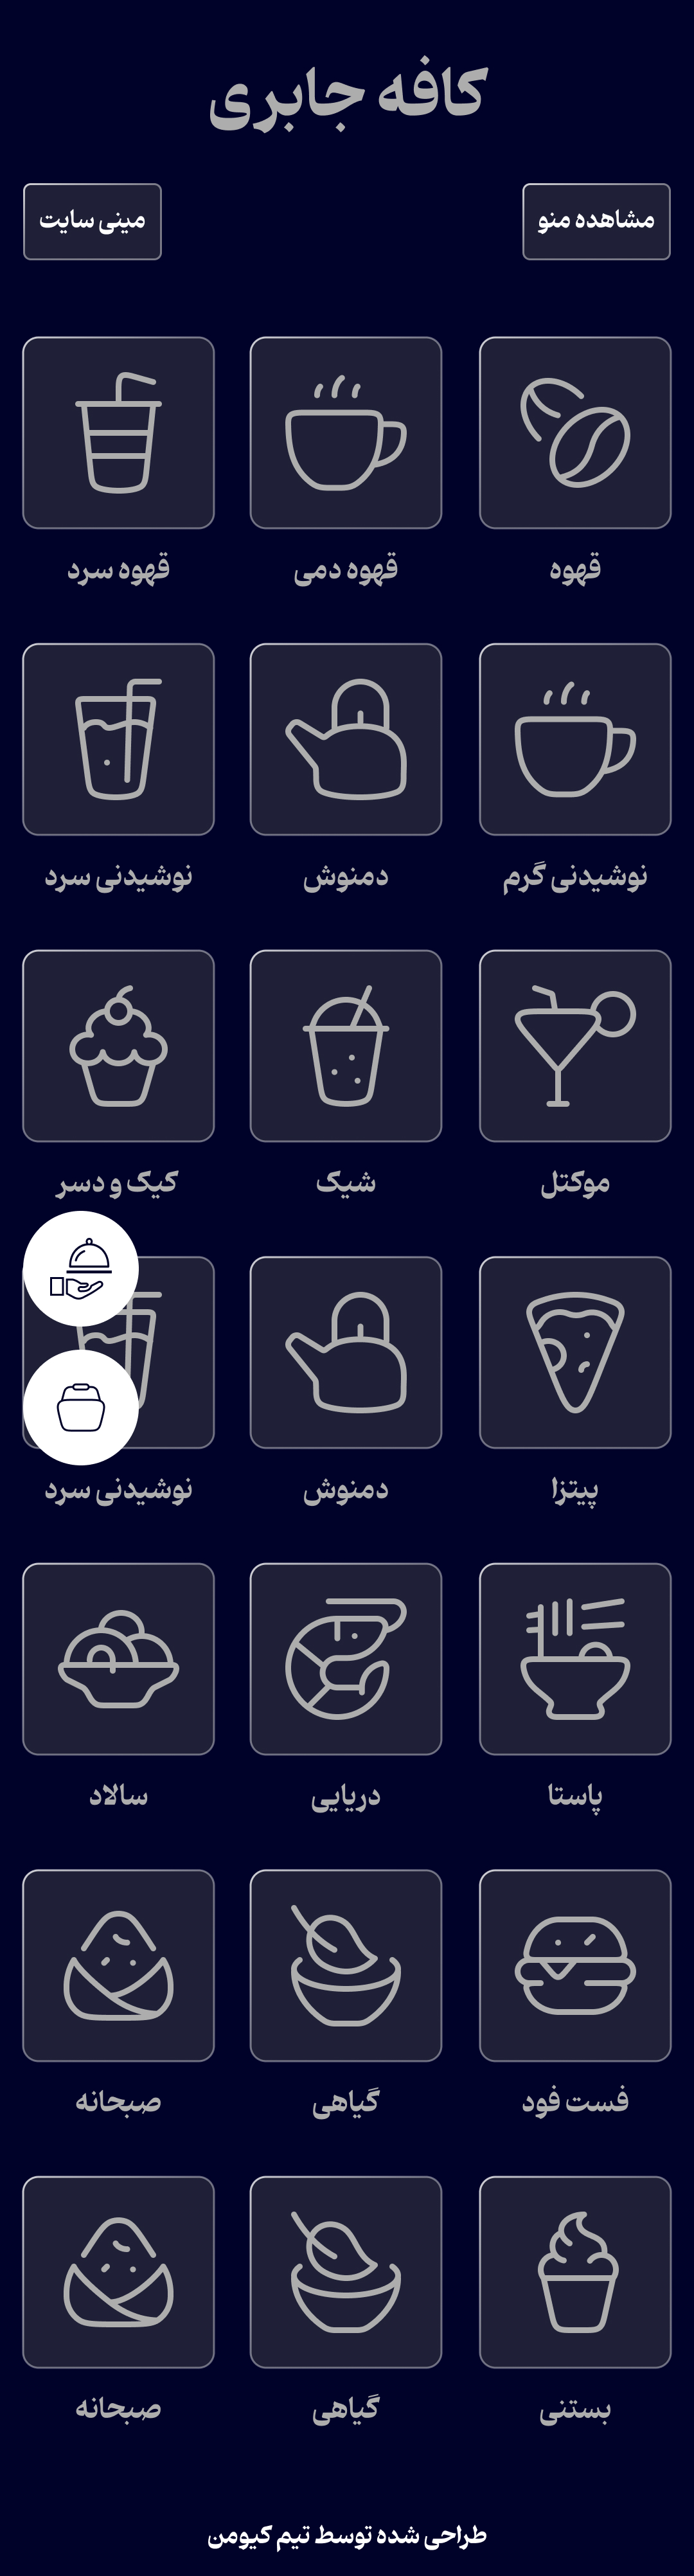 کافه جابری
مشاهده منو
مینی سایت
قهوه
قهوه دمی
قهوه سرد
نوشیدنی گرم
دمنوش
نوشیدنی سرد
موکتل
شیک
کیک و دسر
پیتزا
دمنوش
نوشیدنی سرد
پاستا
دریایی
سالاد
فست فود
گیاهی
صبحانه
بستنی
گیاهی
صبحانه
طراحی شده توسط تیم کیومن